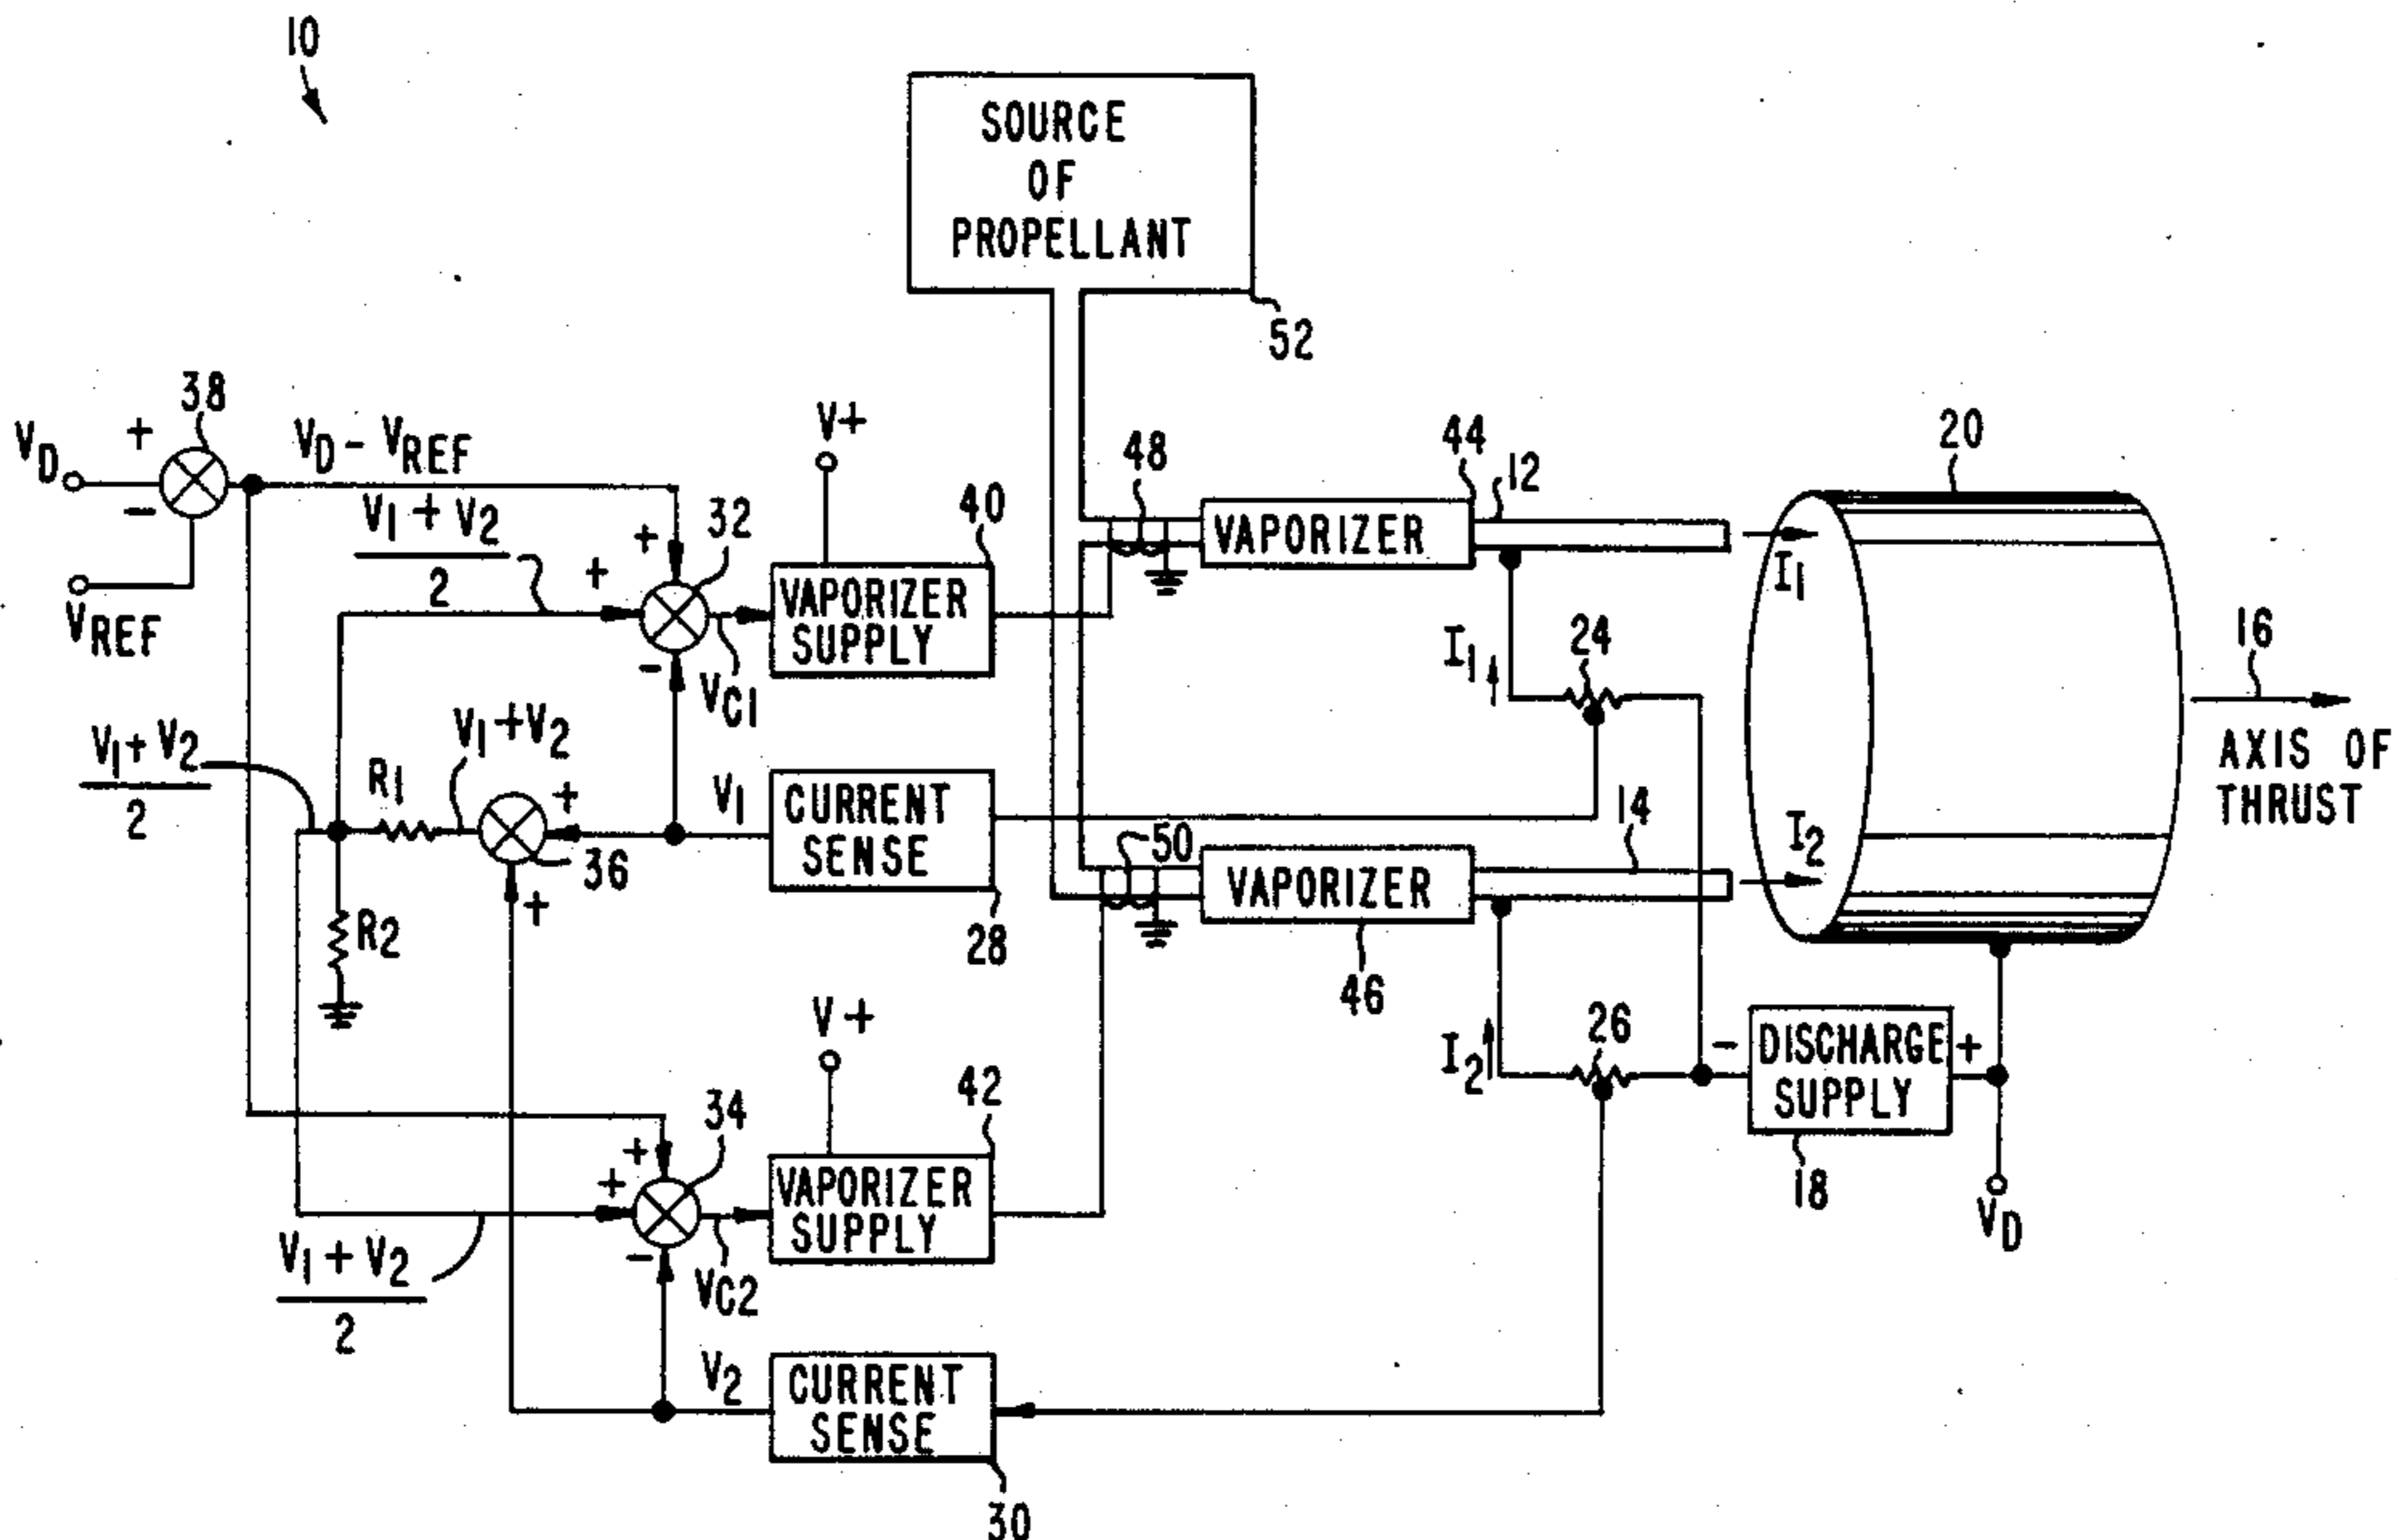 10
SOURCE
OF
PROPELLANT
52
38
VD
+
-
VD - VREF
VREF
V1 + V2
2
+
+
-
32
VC1
V+
40
VAPORIZER
SUPPLY
48
44
VAPORIZER
12
I1
20
I1
24
16
AXIS OF
THRUST
V1 + V2
2
R1
V1 + V2
+
+
36
R2
V1
CURRENT
SENSE
28
50
VAPORIZER
46
14
I2
I2
26
-
DISCHARGE
SUPPLY
+
18
VD
V+
42
VAPORIZER
SUPPLY
34
+
+
-
VC2
V1 + V2
2
V2
CURRENT
SENSE
30